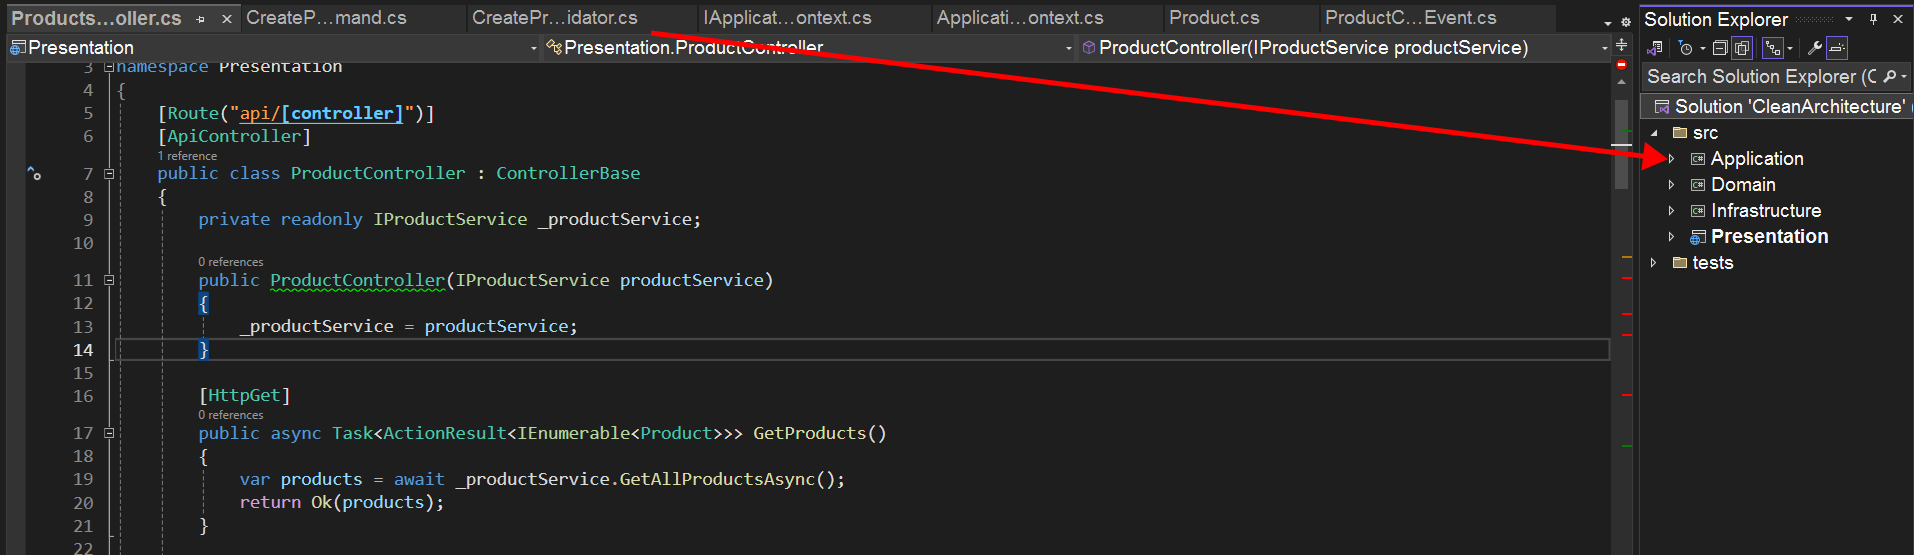 Products...oller.cs CreateP...mand.cs CreatePr...idator.cs IApplicat...ontext.cs Applicati...ontext.cs Product.cs ProductC...Event.cs
Presentation Presentation.ProductController ProductController(IProductService productService)
3 namespace Presentation
4 {
5 [Route("api/[controller]")]
6 [ApiController]
1 reference
7 public class ProductController : ControllerBase
8 {
9 private readonly IProductService _productService;
10
0 references
11 public ProductController(IProductService productService)
12 {
13 _productService = productService;
14 }
15
16 [HttpGet]
0 references
17 public async Task<ActionResult<IEnumerable<Product>>> GetProducts()
18 {
19 var products = await _productService.GetAllProductsAsync();
20 return Ok(products);
21 }
22
Solution Explorer
Search Solution Explorer (C
Solution 'CleanArchitecture' (
src
C# Application
C# Domain
C# Infrastructure
Presentation
tests